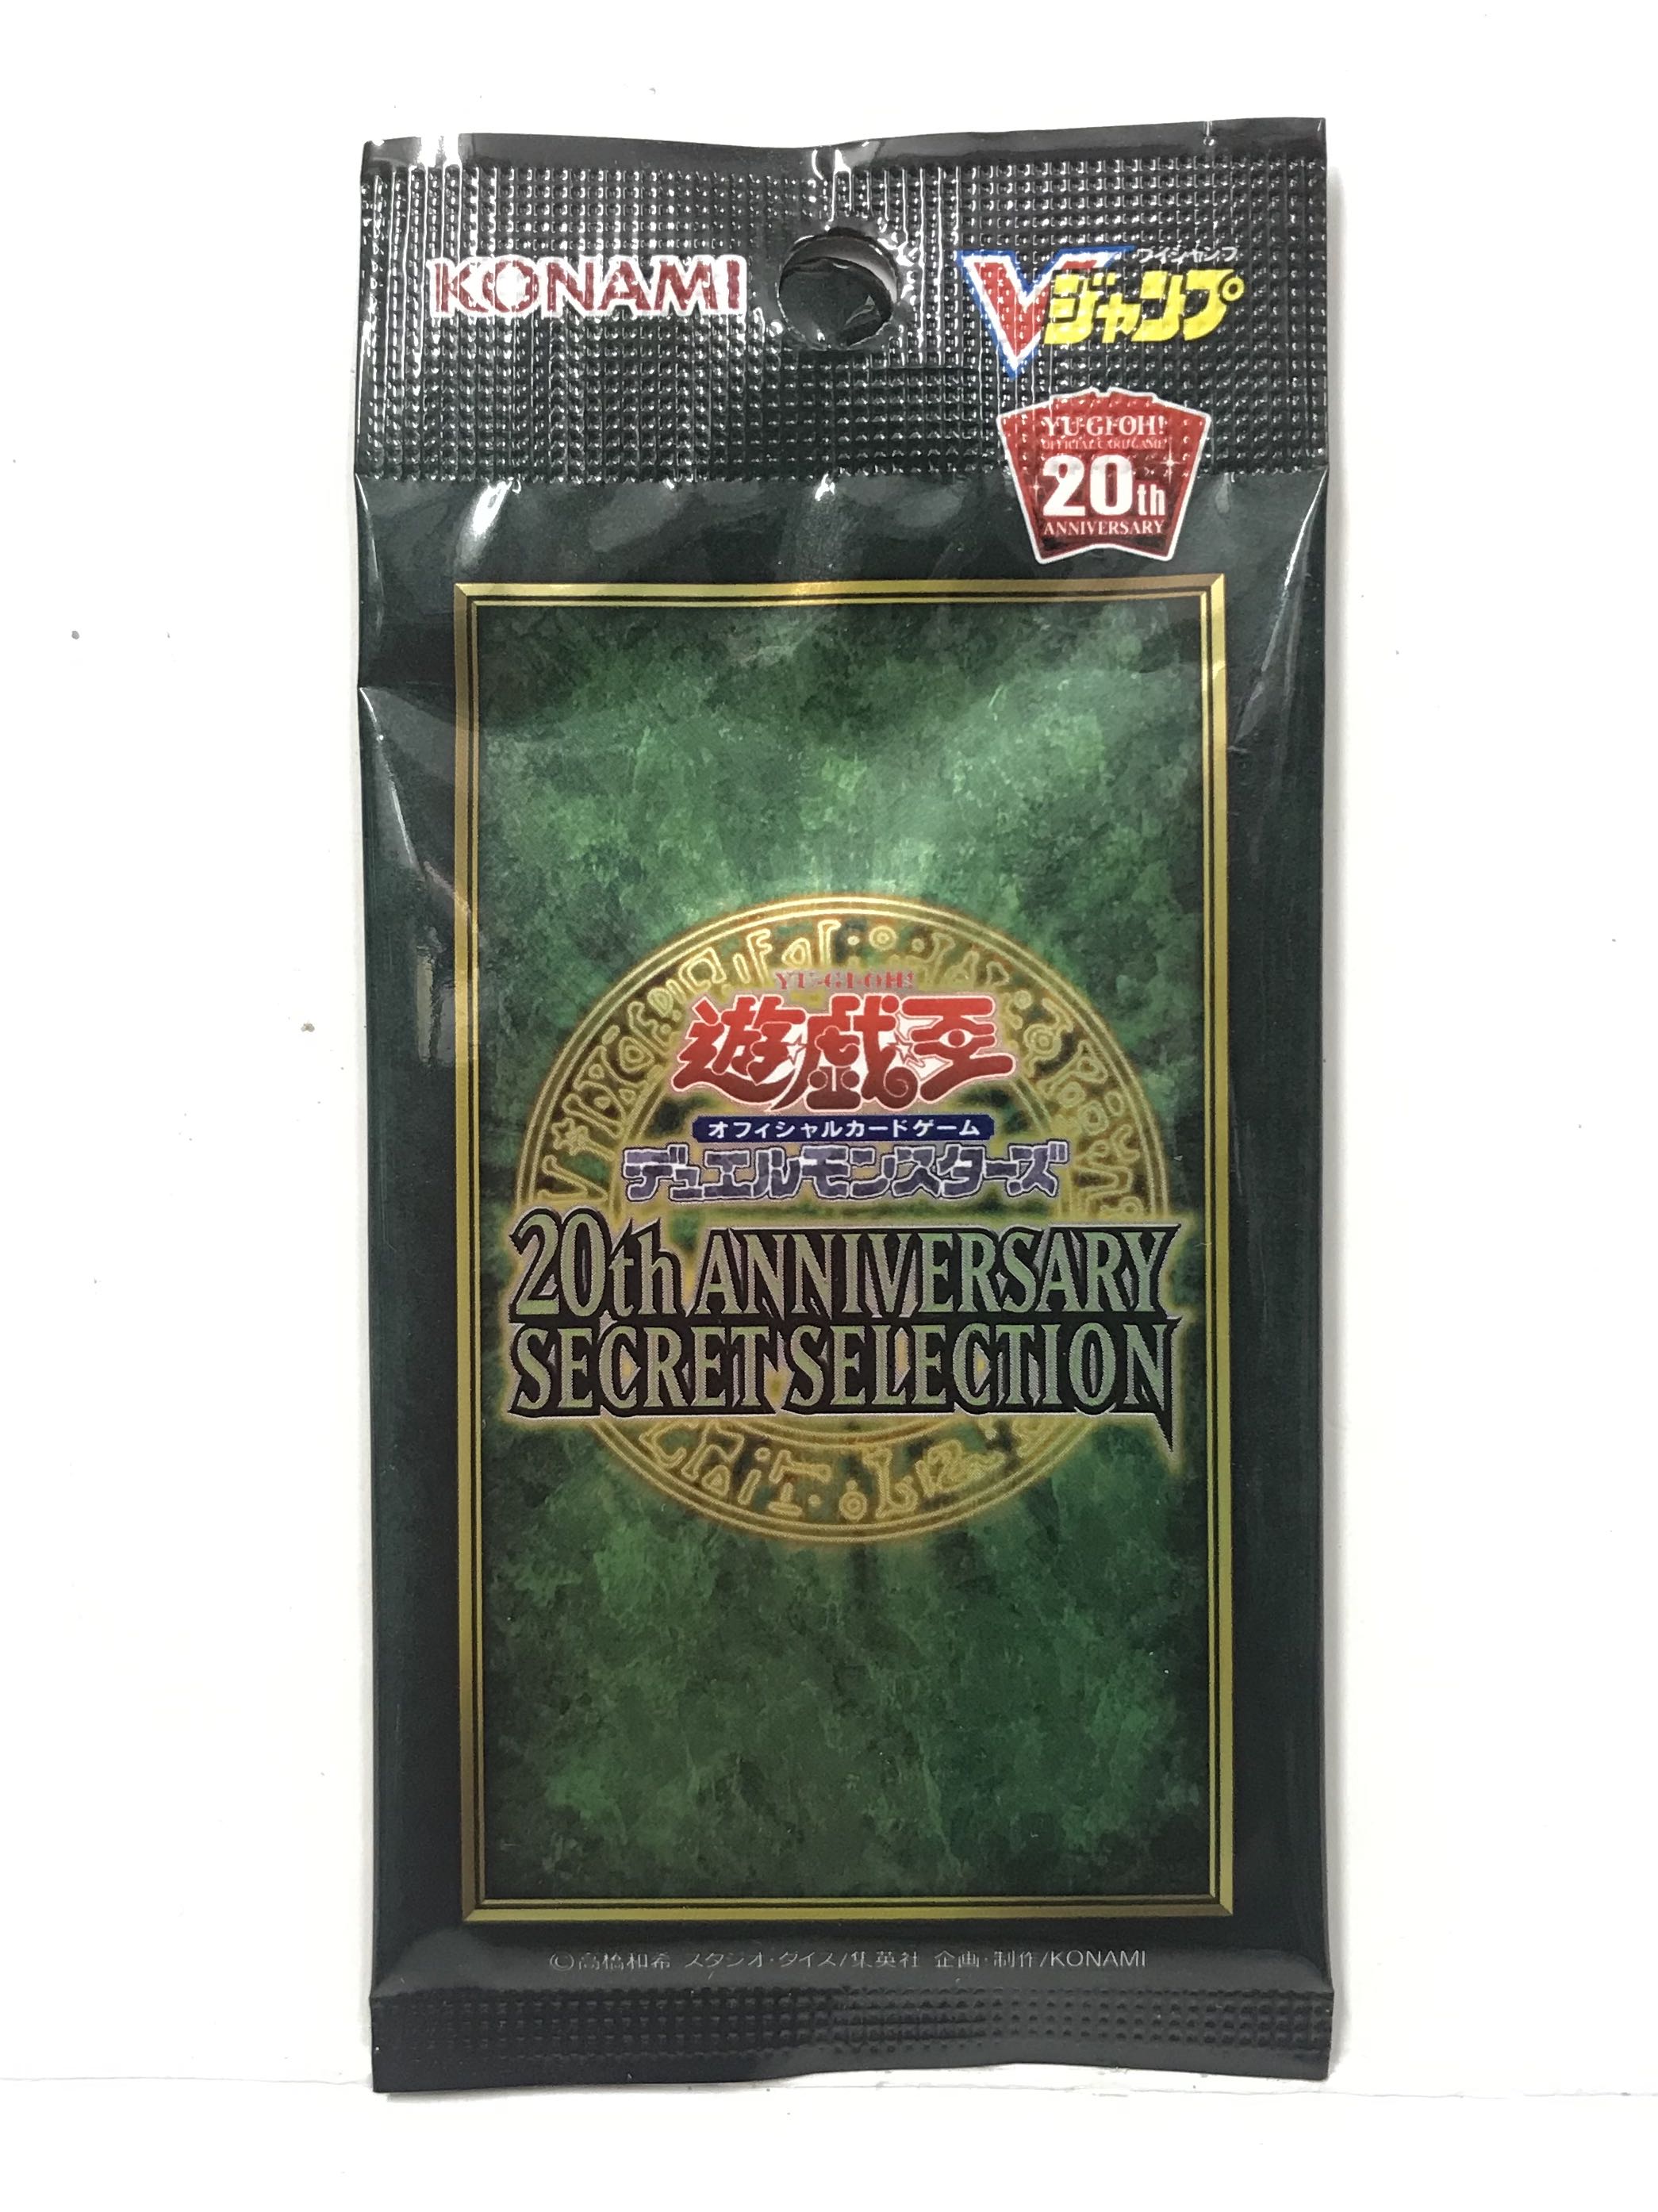 KONAMI
ブイジャンプ
Vジャンプ
YU-GI-OH!
OFFICIAL CARD GAME
20th
ANNIVERSARY
YU-GI-OH!
遊戯王
オフィシャルカードゲーム
デュエルモンスターズ
20th ANNIVERSARY
SECRET SELECTION
©高橋和希 スタジオ・ダイス/集英社 企画・制作/KONAMI